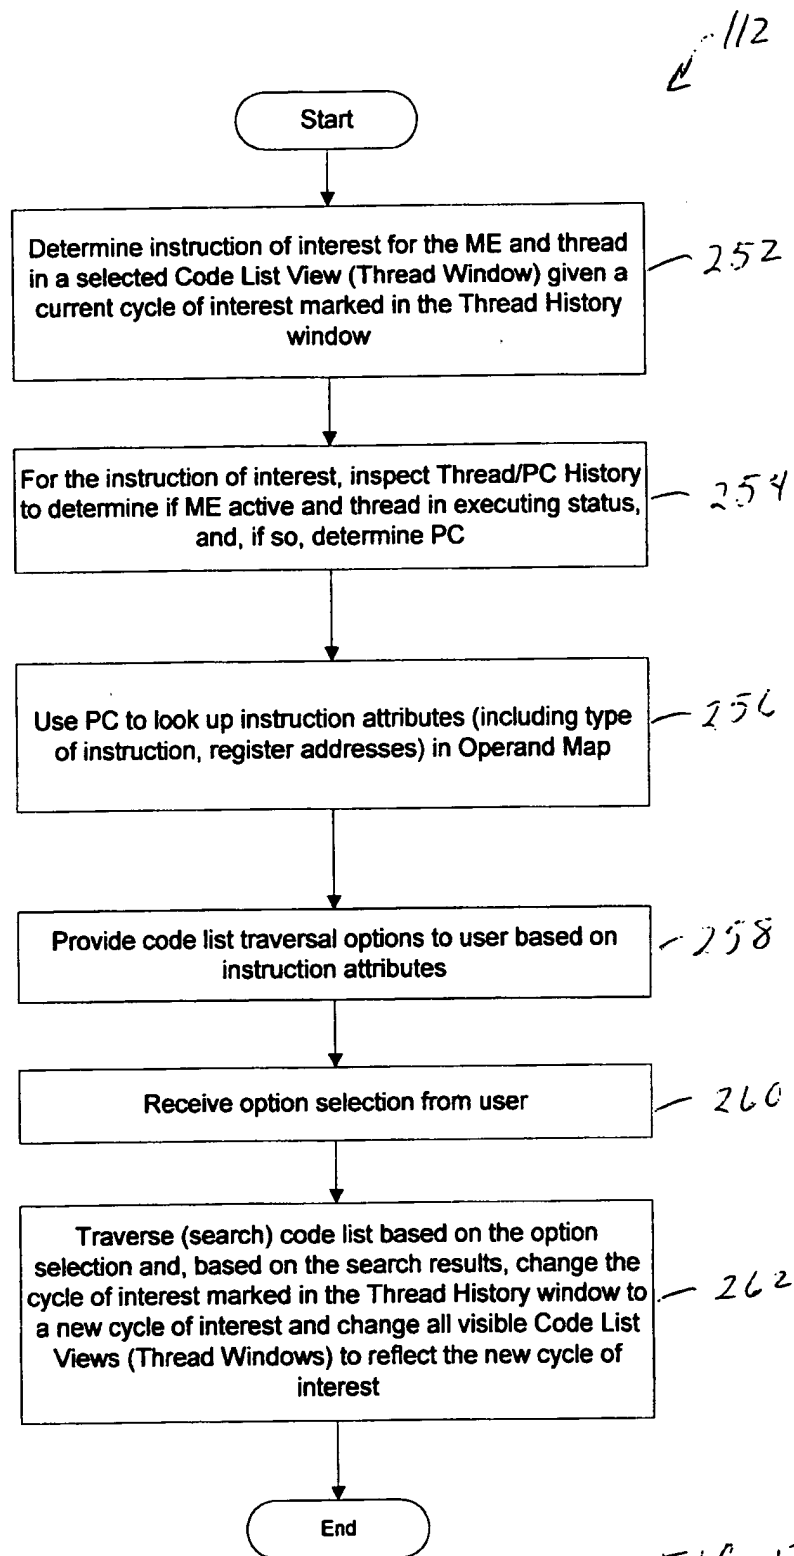 112
Start
Determine instruction of interest for the ME and thread
in a selected Code List View (Thread Window) given a
current cycle of interest marked in the Thread History
window
252
For the instruction of interest, inspect Thread/PC History
to determine if ME active and thread in executing status,
and, if so, determine PC
254
Use PC to look up instruction attributes (including type
of instruction, register addresses) in Operand Map
256
Provide code list traversal options to user based on
instruction attributes
258
Receive option selection from user
260
Traverse (search) code list based on the option
selection and, based on the search results, change the
cycle of interest marked in the Thread History window to
a new cycle of interest and change all visible Code List
Views (Thread Windows) to reflect the new cycle of
interest
262
End